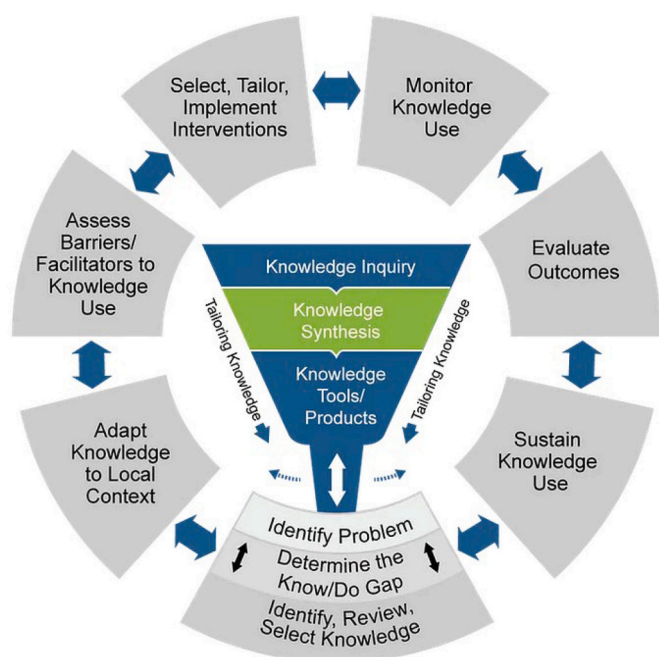 Select, Tailor,
Implement
Interventions
Monitor
Knowledge
Use
Assess
Barriers/
Facilitators to
Knowledge
Use
Evaluate
Outcomes
Knowledge Inquiry
Knowledge
Synthesis
Knowledge
Tools/
Products
Tailoring Knowledge
Tailoring Knowledge
Adapt
Knowledge
to Local
Context
Sustain
Knowledge
Use
Identify Problem
Determine the
Know/Do Gap
Identify, Review,
Select Knowledge